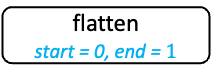 flatten
start = 0, end = 1